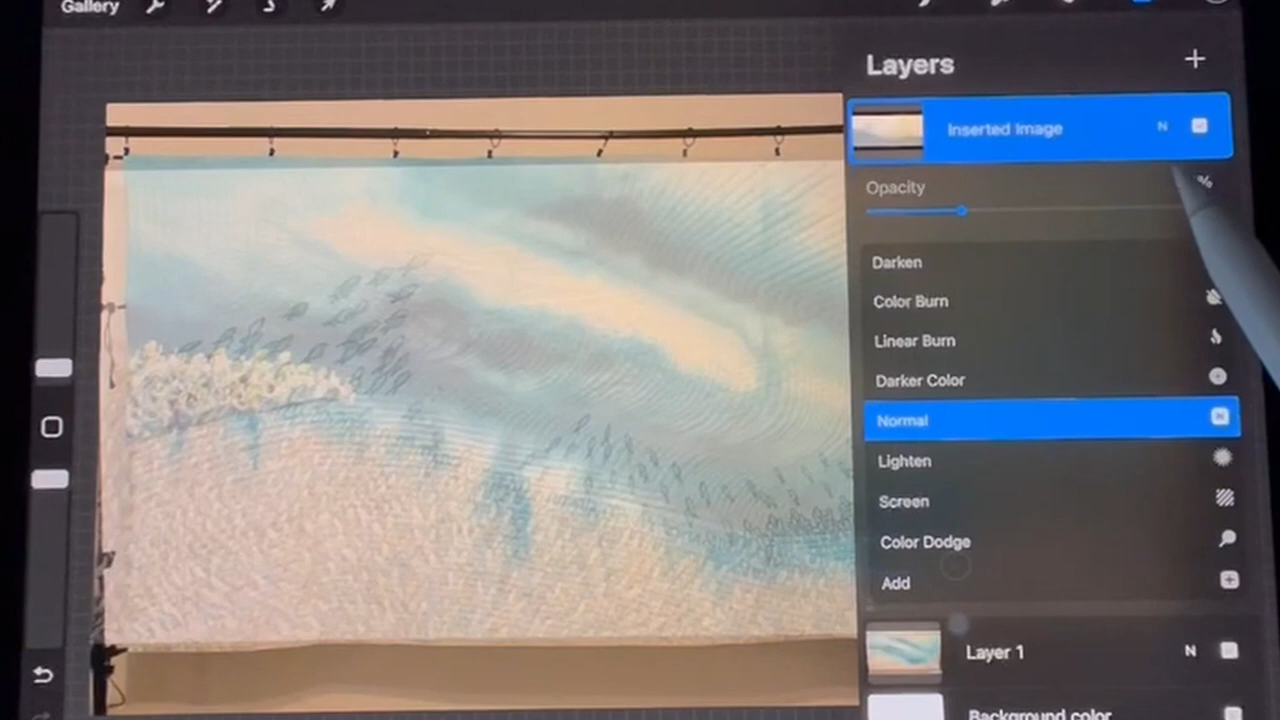 Gallery
Layers
Inserted Image N
Opacity %
Darken
Color Burn
Linear Burn
Darker Color
Normal N
Lighten
Screen
Color Dodge
Add
Layer 1 N
Background color